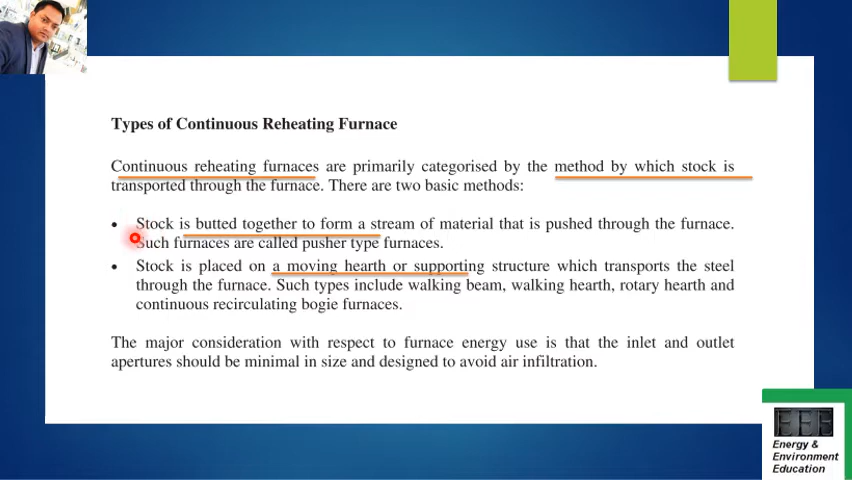 Types of Continuous Reheating Furnace
Continuous reheating furnaces are primarily categorised by the method by which stock is
transported through the furnace. There are two basic methods:
• Stock is butted together to form a stream of material that is pushed through the furnace.
Such furnaces are called pusher type furnaces.
• Stock is placed on a moving hearth or supporting structure which transports the steel
through the furnace. Such types include walking beam, walking hearth, rotary hearth and
continuous recirculating bogie furnaces.
The major consideration with respect to furnace energy use is that the inlet and outlet
apertures should be minimal in size and designed to avoid air infiltration.
EEE
Energy &
Environment
Education